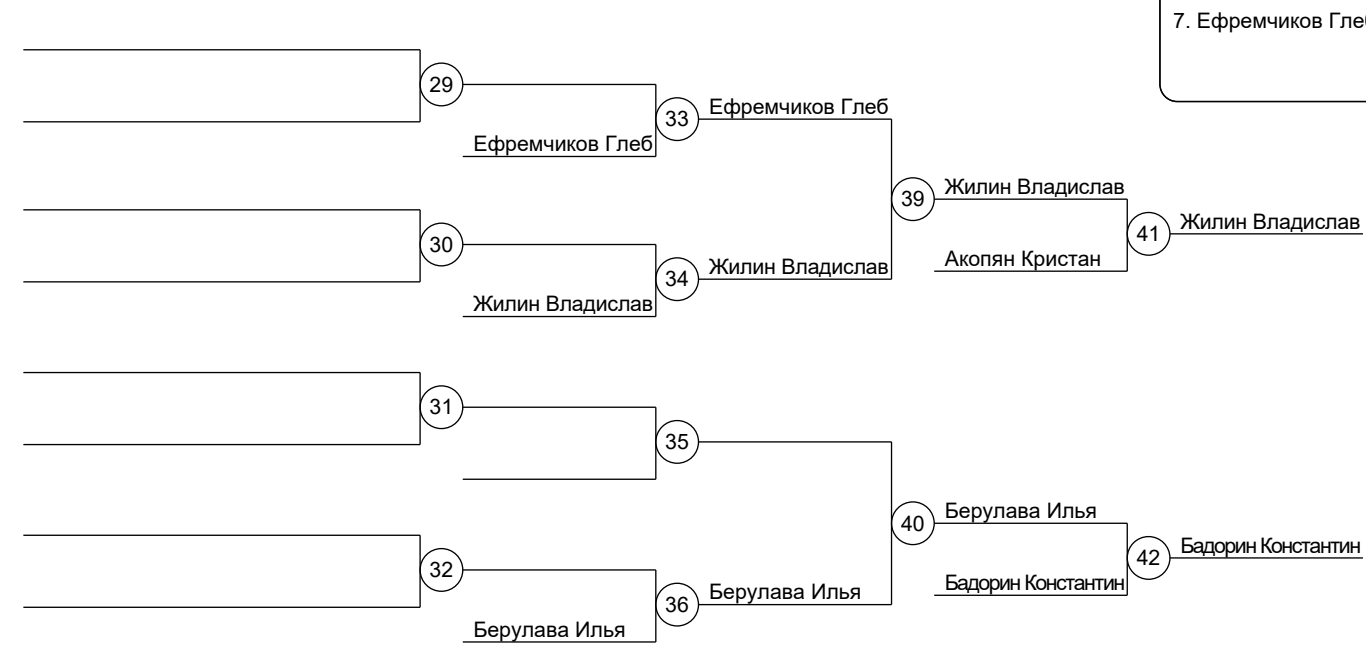 7. Ефремчиков Глеб
29
33
Ефремчиков Глеб
Ефремчиков Глеб
39
Жилин Владислав
30
41
Жилин Владислав
Акопян Кристан
34
Жилин Владислав
Жилин Владислав
31
35
40
Берулава Илья
42
Бадорин Константин
Бадорин Константин
32
36
Берулава Илья
Берулава Илья